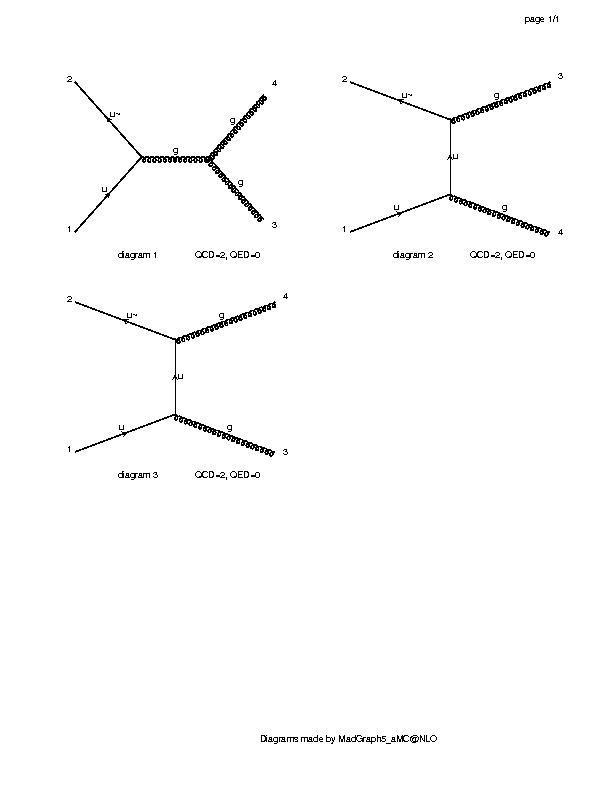 page 1/1
2
u~
u
1
g
g
g
4
3
diagram 1 QCD=2, QED=0
2
u~
g
3
u
u
g
1
4
diagram 2 QCD=2, QED=0
2
u~
g
4
u
u
g
1
3
diagram 3 QCD=2, QED=0
Diagrams made by MadGraph5_aMC@NLO